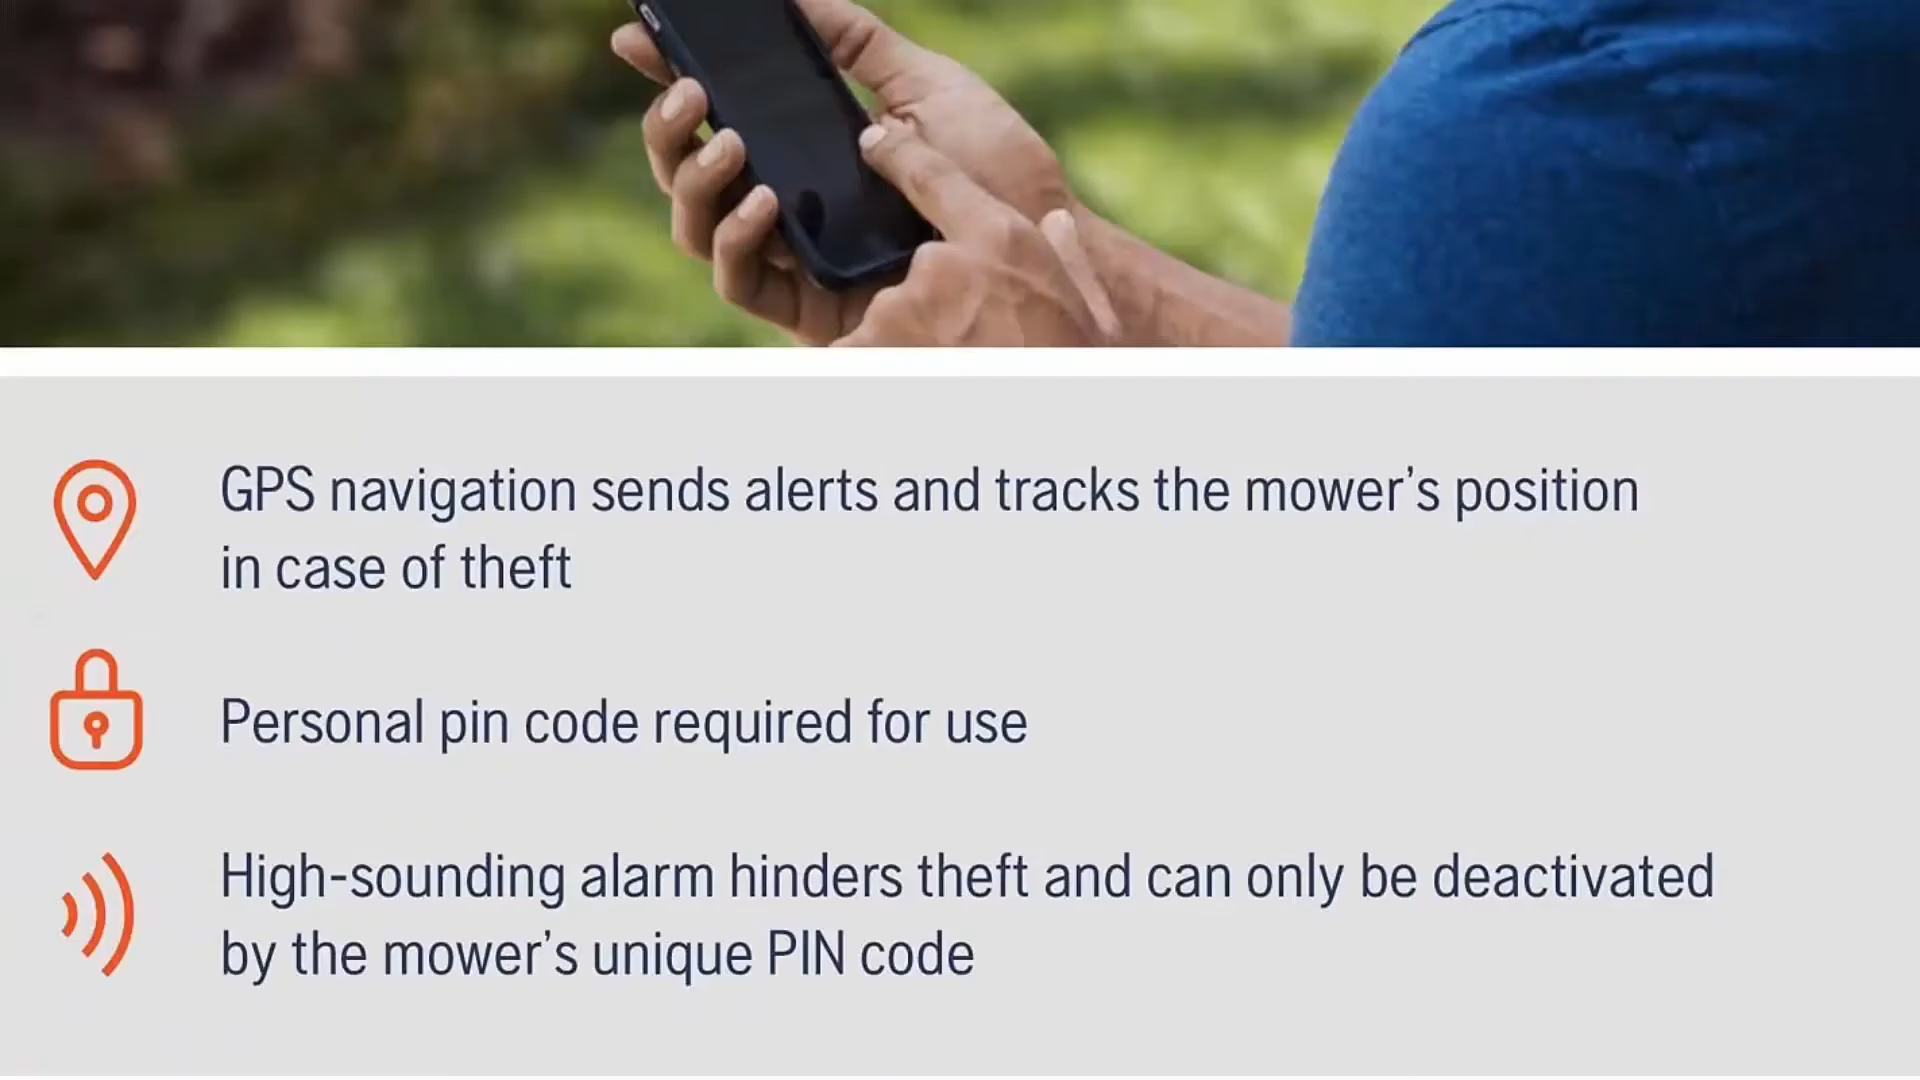 GPS navigation sends alerts and tracks the mower’s position
in case of theft
Personal pin code required for use
High-sounding alarm hinders theft and can only be deactivated
by the mower’s unique PIN code